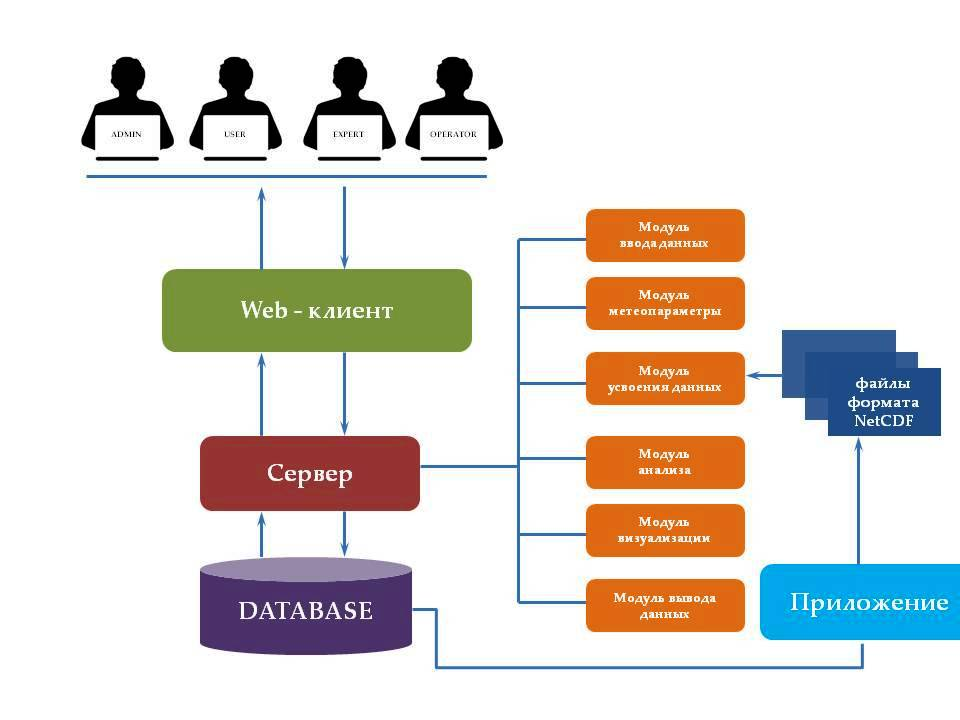 ADMIN
USER
EXPERT
OPERATOR
Web - клиент
Сервер
DATABASE
Модуль
ввода данных
Модуль
метеопараметры
Модуль
усвоения данных
Модуль
анализа
Модуль
визуализации
Модуль вывода
данных
файлы
формата
NetCDF
Приложение